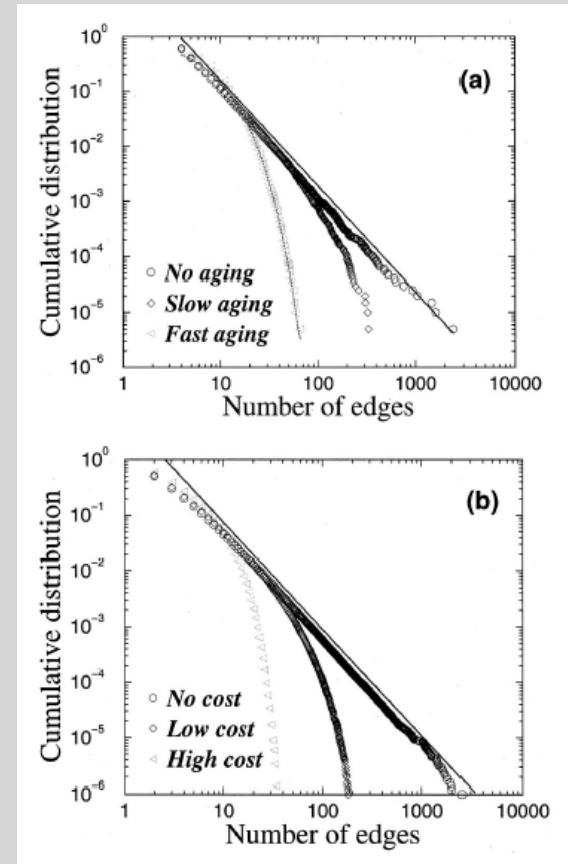 (a)
Cumulative distribution
10^0
10^-1
10^-2
10^-3
10^-4
10^-5
10^-6
No aging
Slow aging
Fast aging
1 10 100 1000 10000
Number of edges
(b)
Cumulative distribution
10^0
10^-1
10^-2
10^-3
10^-4
10^-5
10^-6
No cost
Low cost
High cost
1 10 100 1000 10000
Number of edges